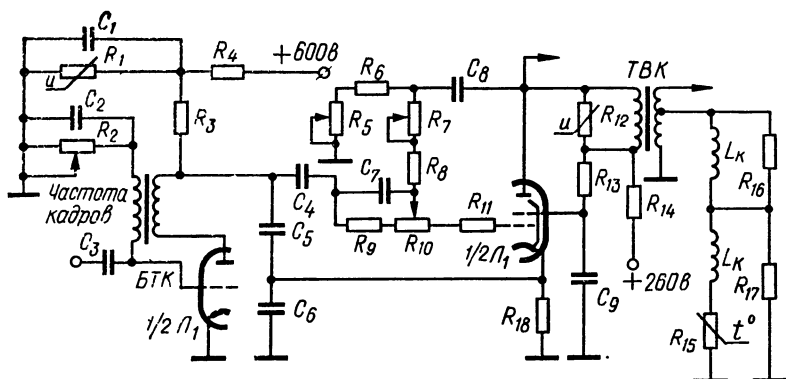 C₁
R₁
u
R₄
+600в
C₂
R₂
R₃
Частота
кадров
C₃
БТК
1/2 Л₁
C₄
C₅
C₆
R₆
R₅
R₇
C₈
C₇
R₈
R₉
R₁₀
R₁₁
1/2 Л₁
R₁₈
ТВК
u
R₁₂
R₁₃
R₁₄
+260в
C₉
Lк
R₁₆
Lк
R₁₇
R₁₅
t°